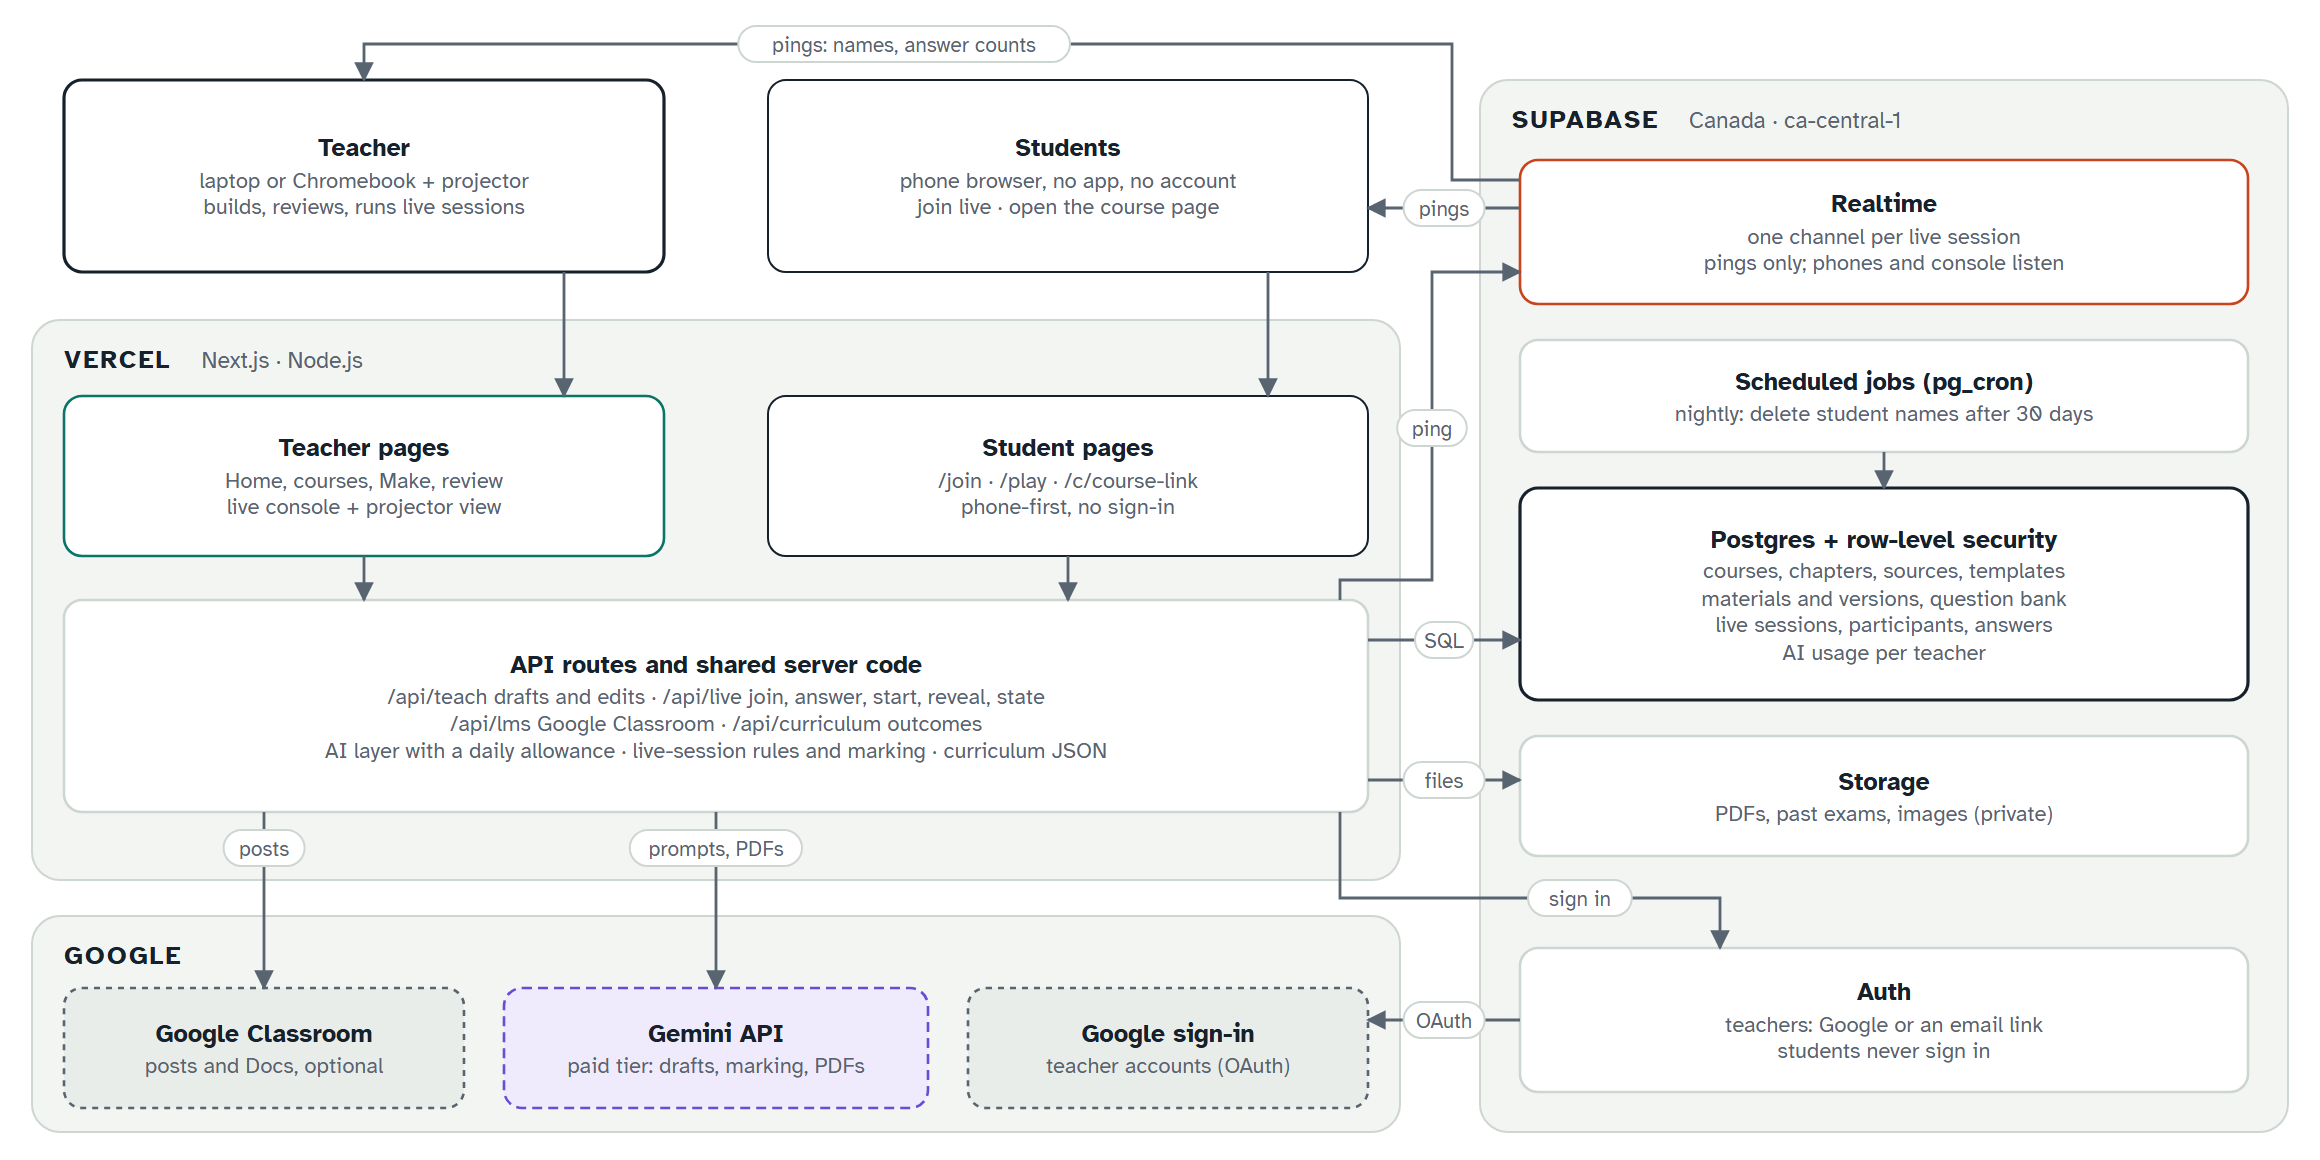 pings: names, answer counts
Teacher
laptop or Chromebook + projector
builds, reviews, runs live sessions
Students
phone browser, no app, no account
join live · open the course page
pings
SUPABASE Canada · ca-central-1
Realtime
one channel per live session
pings only; phones and console listen
VERCEL Next.js · Node.js
Teacher pages
Home, courses, Make, review
live console + projector view
Student pages
/join · /play · /c/course-link
phone-first, no sign-in
ping
Scheduled jobs (pg_cron)
nightly: delete student names after 30 days
Postgres + row-level security
courses, chapters, sources, templates
materials and versions, question bank
live sessions, participants, answers
AI usage per teacher
API routes and shared server code
/api/teach drafts and edits · /api/live join, answer, start, reveal, state
/api/lms Google Classroom · /api/curriculum outcomes
AI layer with a daily allowance · live-session rules and marking · curriculum JSON
SQL
files
Storage
PDFs, past exams, images (private)
posts
prompts, PDFs
sign in
GOOGLE
Google Classroom
posts and Docs, optional
Gemini API
paid tier: drafts, marking, PDFs
Google sign-in
teacher accounts (OAuth)
OAuth
Auth
teachers: Google or an email link
students never sign in